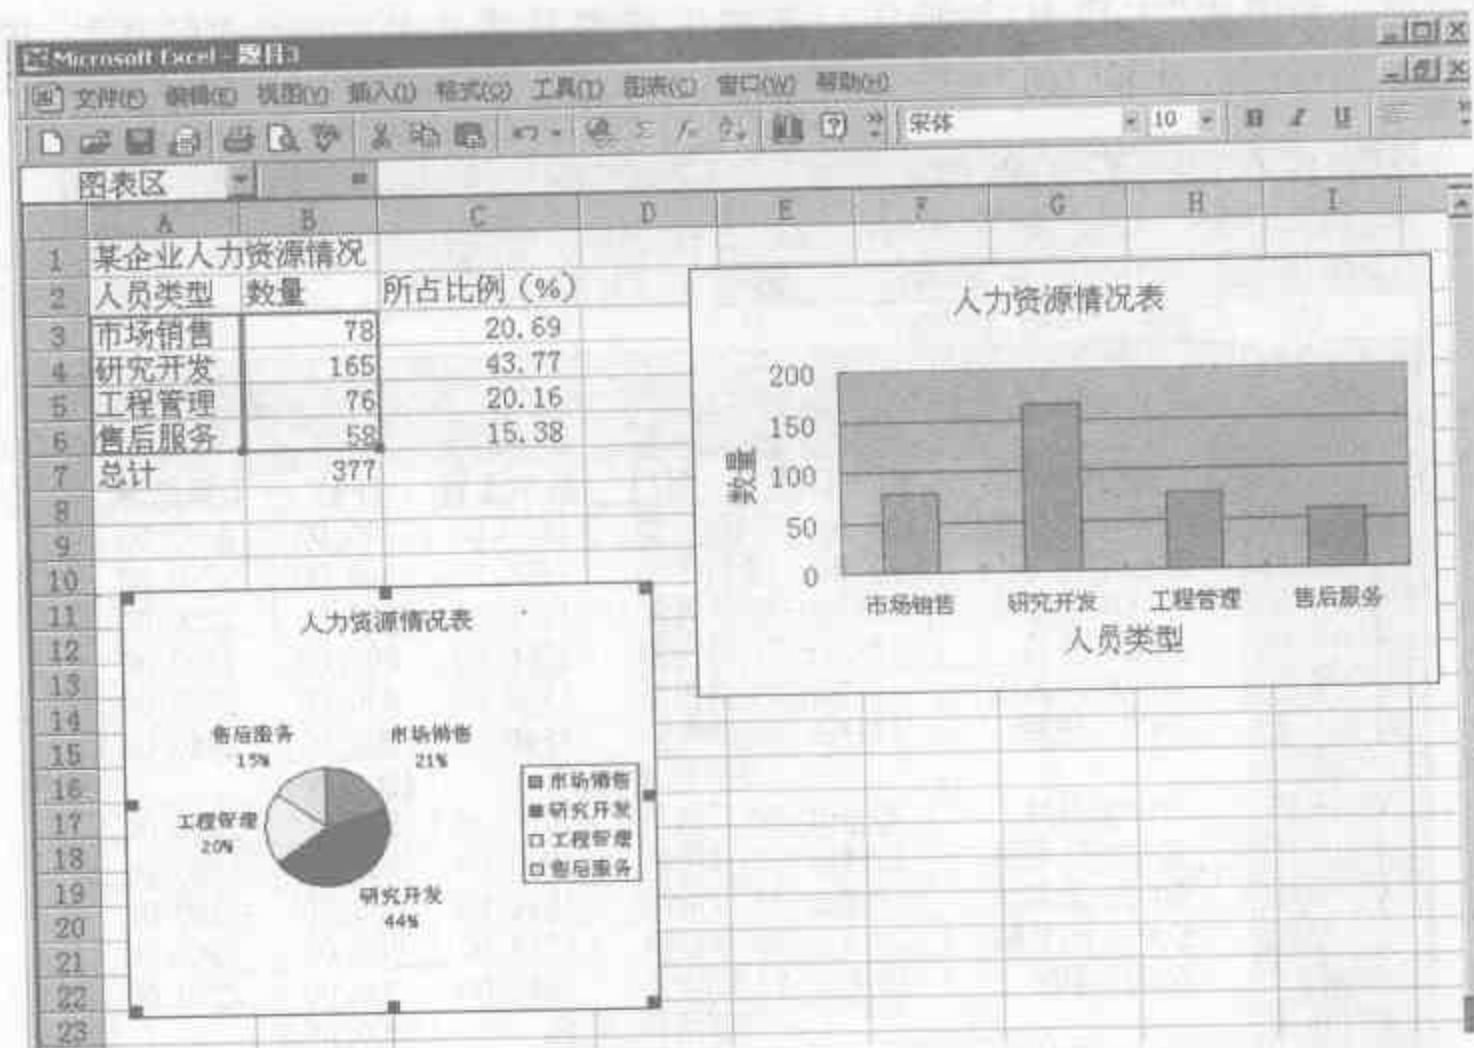 Microsoft Excel - 题目3
文件(F) 编辑(E) 视图(V) 插入(I) 格式(O) 工具(T) 图表(C) 窗口(W) 帮助(H)
宋体 10 B I U
图表区 =
A B C D E F G H I
1 某企业人力资源情况
2 人员类型 数量 所占比例(%)
3 市场销售 78 20.69
4 研究开发 165 43.77
5 工程管理 76 20.16
6 售后服务 58 15.38
7 总计 377
8
9
10
11
12
13
14
15
16
17
18
19
20
21
22
23
人力资源情况表
200
150
100
50
0
数量
市场销售 研究开发 工程管理 售后服务
人员类型
人力资源情况表
售后服务
15%
市场销售
21%
工程管理
20%
研究开发
44%
市场销售
研究开发
工程管理
售后服务